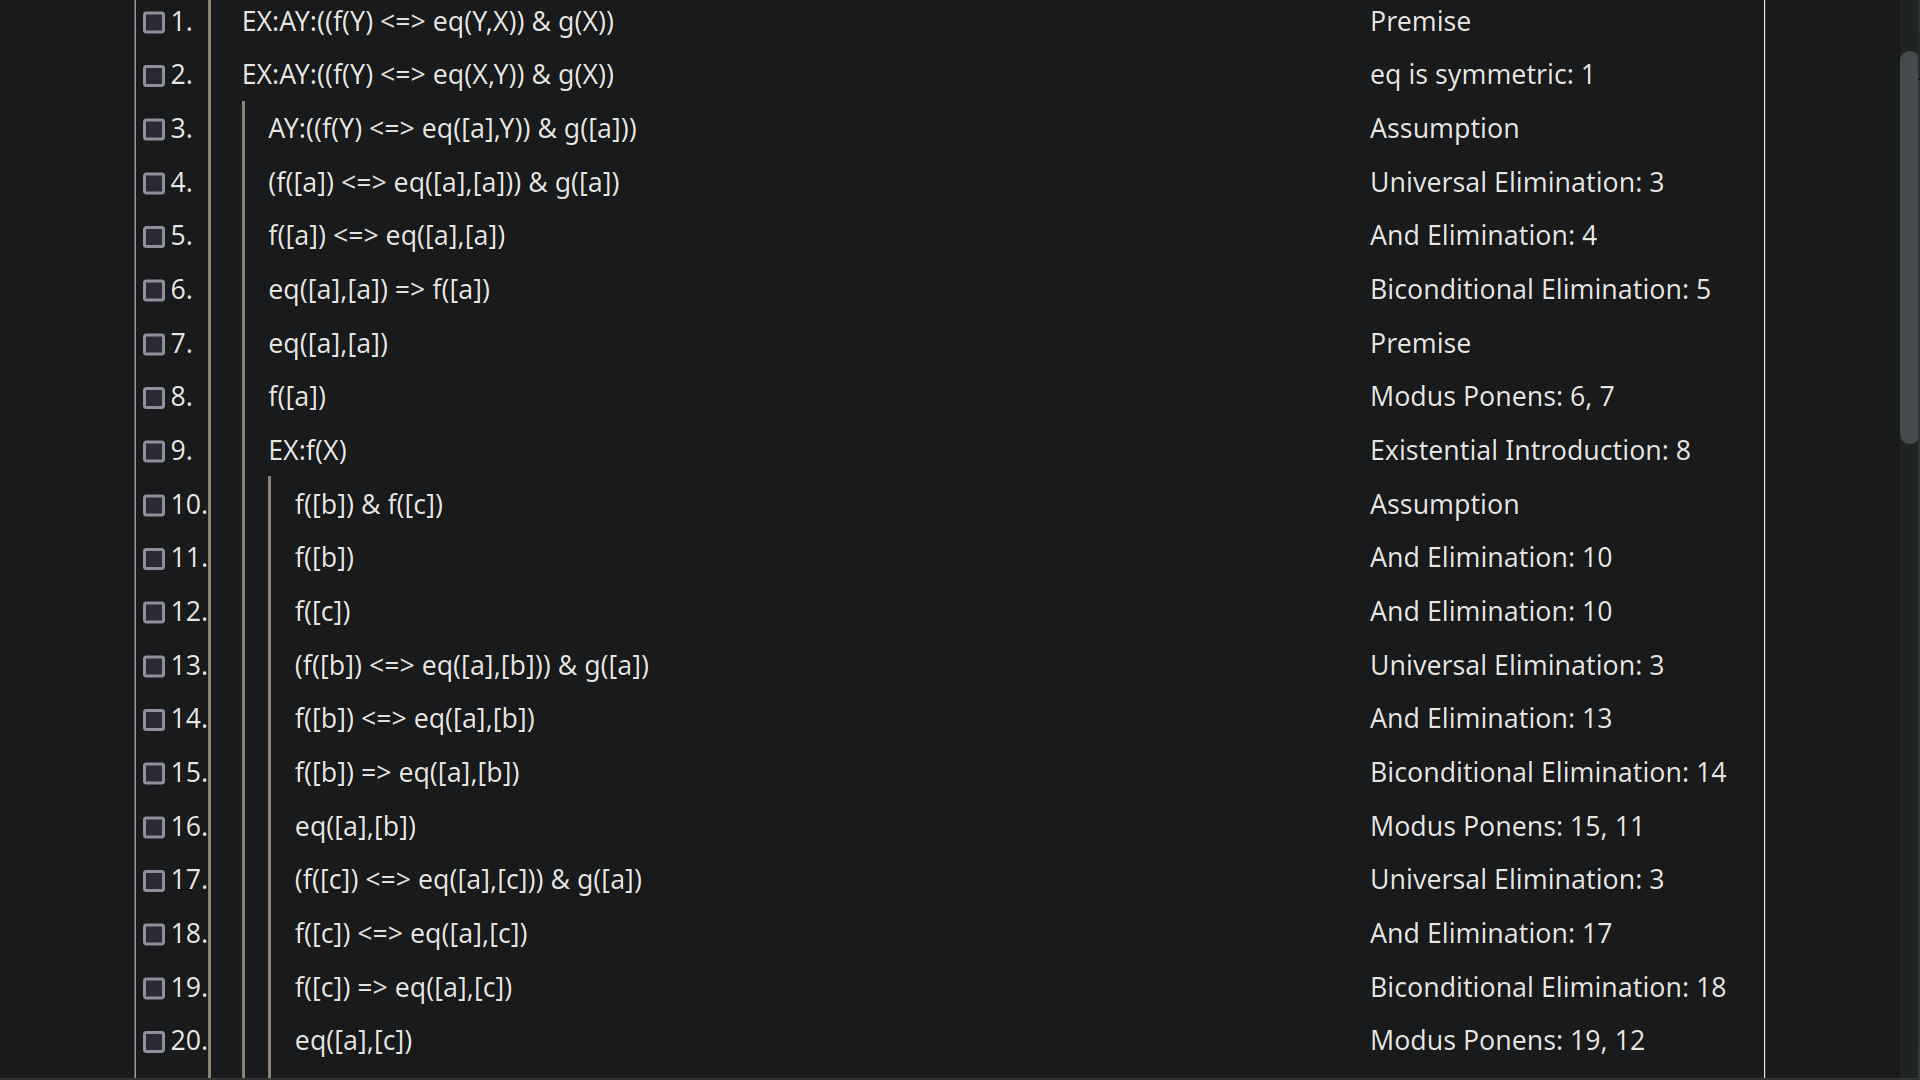 1. EX:AY:((f(Y) <=> eq(Y,X)) & g(X)) Premise
2. EX:AY:((f(Y) <=> eq(X,Y)) & g(X)) eq is symmetric: 1
3. AY:((f(Y) <=> eq([a],Y)) & g([a])) Assumption
4. (f([a]) <=> eq([a],[a])) & g([a]) Universal Elimination: 3
5. f([a]) <=> eq([a],[a]) And Elimination: 4
6. eq([a],[a]) => f([a]) Biconditional Elimination: 5
7. eq([a],[a]) Premise
8. f([a]) Modus Ponens: 6, 7
9. EX:f(X) Existential Introduction: 8
10. f([b]) & f([c]) Assumption
11. f([b]) And Elimination: 10
12. f([c]) And Elimination: 10
13. (f([b]) <=> eq([a],[b])) & g([a]) Universal Elimination: 3
14. f([b]) <=> eq([a],[b]) And Elimination: 13
15. f([b]) => eq([a],[b]) Biconditional Elimination: 14
16. eq([a],[b]) Modus Ponens: 15, 11
17. (f([c]) <=> eq([a],[c])) & g([a]) Universal Elimination: 3
18. f([c]) <=> eq([a],[c]) And Elimination: 17
19. f([c]) => eq([a],[c]) Biconditional Elimination: 18
20. eq([a],[c]) Modus Ponens: 19, 12